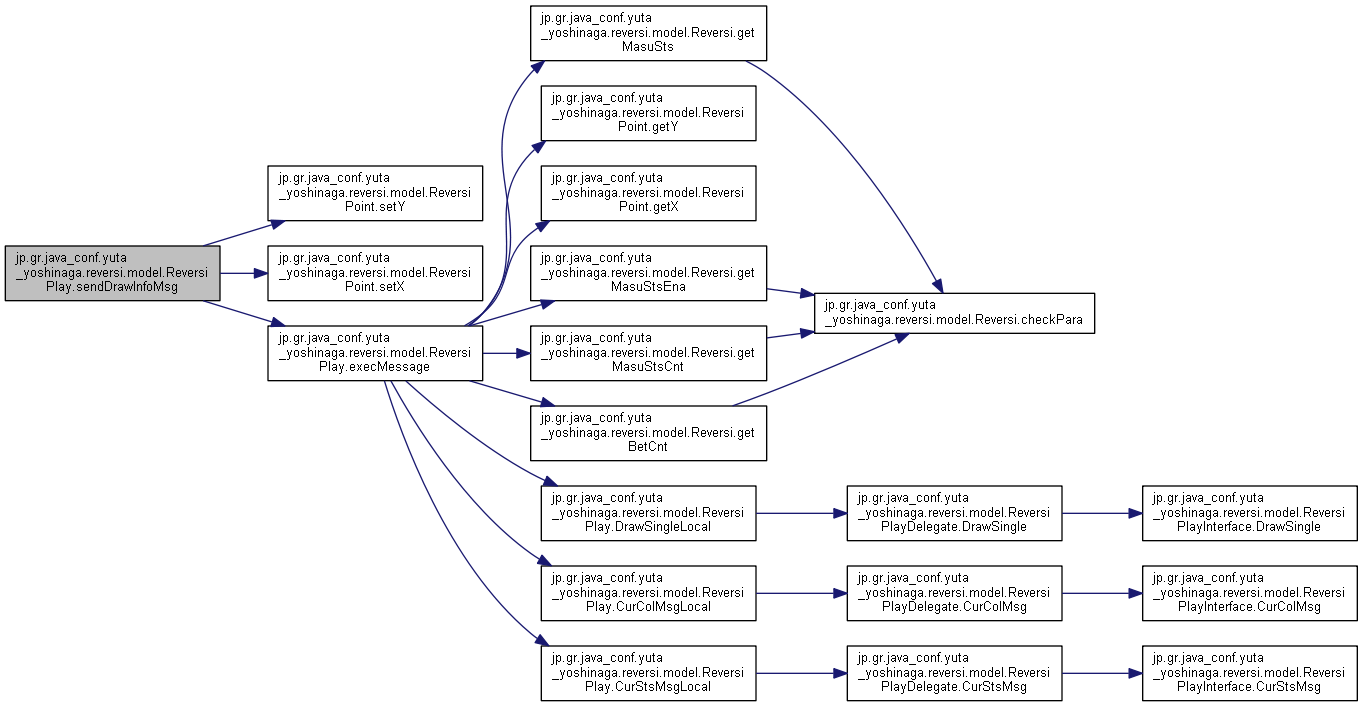 jp.gr.java_conf.yuta
_yoshinaga.reversi.model.Reversi
Play.sendDrawInfoMsg
jp.gr.java_conf.yuta
_yoshinaga.reversi.model.Reversi
Point.setY
jp.gr.java_conf.yuta
_yoshinaga.reversi.model.Reversi
Point.setX
jp.gr.java_conf.yuta
_yoshinaga.reversi.model.Reversi
Play.execMessage
jp.gr.java_conf.yuta
_yoshinaga.reversi.model.Reversi.get
MasuSts
jp.gr.java_conf.yuta
_yoshinaga.reversi.model.Reversi
Point.getY
jp.gr.java_conf.yuta
_yoshinaga.reversi.model.Reversi
Point.getX
jp.gr.java_conf.yuta
_yoshinaga.reversi.model.Reversi.get
MasuStsEna
jp.gr.java_conf.yuta
_yoshinaga.reversi.model.Reversi.get
MasuStsCnt
jp.gr.java_conf.yuta
_yoshinaga.reversi.model.Reversi.get
BetCnt
jp.gr.java_conf.yuta
_yoshinaga.reversi.model.Reversi.checkPara
jp.gr.java_conf.yuta
_yoshinaga.reversi.model.Reversi
Play.DrawSingleLocal
jp.gr.java_conf.yuta
_yoshinaga.reversi.model.Reversi
PlayDelegate.DrawSingle
jp.gr.java_conf.yuta
_yoshinaga.reversi.model.Reversi
PlayInterface.DrawSingle
jp.gr.java_conf.yuta
_yoshinaga.reversi.model.Reversi
Play.CurColMsgLocal
jp.gr.java_conf.yuta
_yoshinaga.reversi.model.Reversi
PlayDelegate.CurColMsg
jp.gr.java_conf.yuta
_yoshinaga.reversi.model.Reversi
PlayInterface.CurColMsg
jp.gr.java_conf.yuta
_yoshinaga.reversi.model.Reversi
Play.CurStsMsgLocal
jp.gr.java_conf.yuta
_yoshinaga.reversi.model.Reversi
PlayDelegate.CurStsMsg
jp.gr.java_conf.yuta
_yoshinaga.reversi.model.Reversi
PlayInterface.CurStsMsg